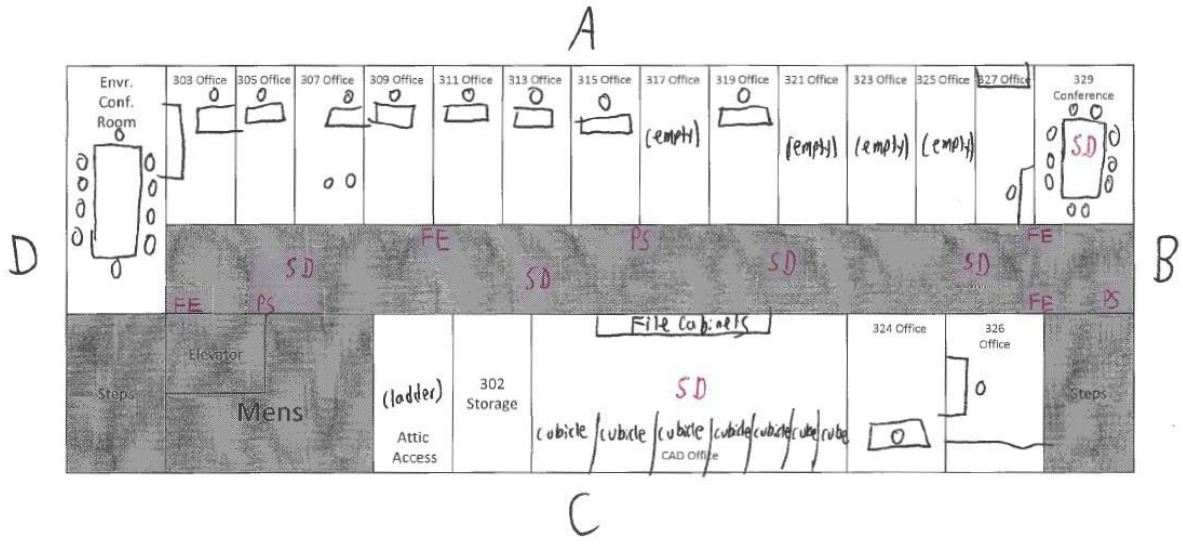 A
Envr.
Conf.
Room
303 Office
305 Office
307 Office
309 Office
311 Office
313 Office
315 Office
317 Office
319 Office
321 Office
323 Office
325 Office
327 Office
329
Conference
(empty)
(empty)
(empty)
(empty)
SD
D
B
FE
PS
FE
SD
SD
SD
SD
FE
PS
FE
PS
Steps
Elevator
Mens
(ladder)
Attic
Access
302
Storage
File Cabinets
SD
cubicle
cubicle
cubicle
cubicle
cubicle
cube
cube
CAD Office
324 Office
326
Office
Steps
C